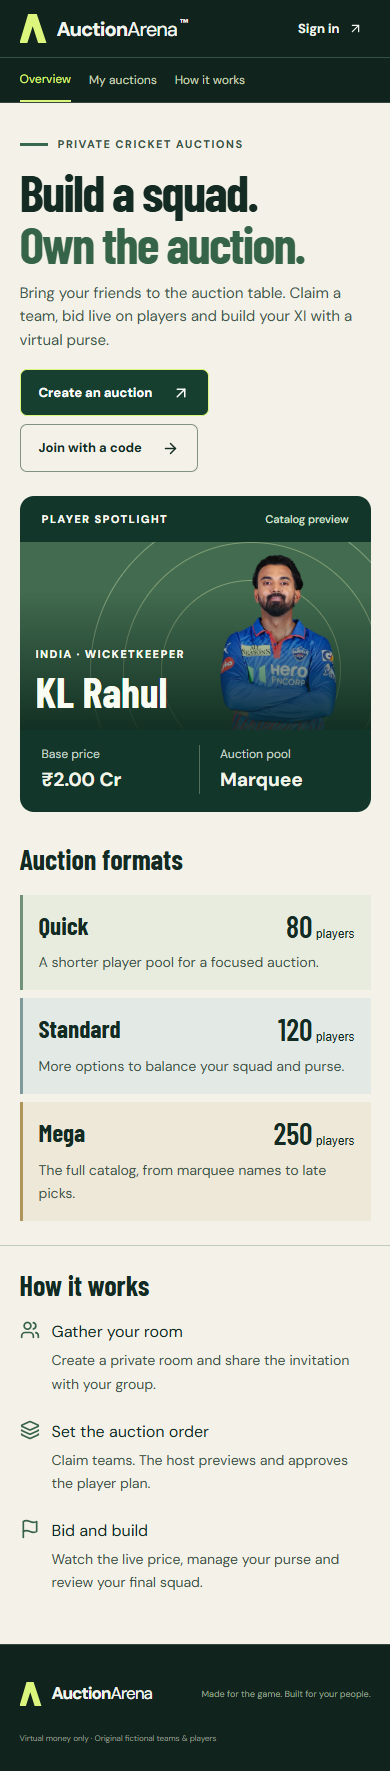 AuctionArena™
Sign in
Overview My auctions How it works
PRIVATE CRICKET AUCTIONS
Build a squad.
Own the auction.
Bring your friends to the auction table. Claim a
team, bid live on players and build your XI with a
virtual purse.
Create an auction
Join with a code
PLAYER SPOTLIGHT
Catalog preview
INDIA · WICKETKEEPER
KL Rahul
Hero
Base price
₹2.00 Cr
Auction pool
Marquee
Auction formats
Quick
80 players
A shorter player pool for a focused auction.
Standard
120 players
More options to balance your squad and purse.
Mega
250 players
The full catalog, from marquee names to late
picks.
How it works
Gather your room
Create a private room and share the invitation
with your group.
Set the auction order
Claim teams. The host previews and approves
the player plan.
Bid and build
Watch the live price, manage your purse and
review your final squad.
AuctionArena
Made for the game. Built for your people.
Virtual money only · Original fictional teams & players